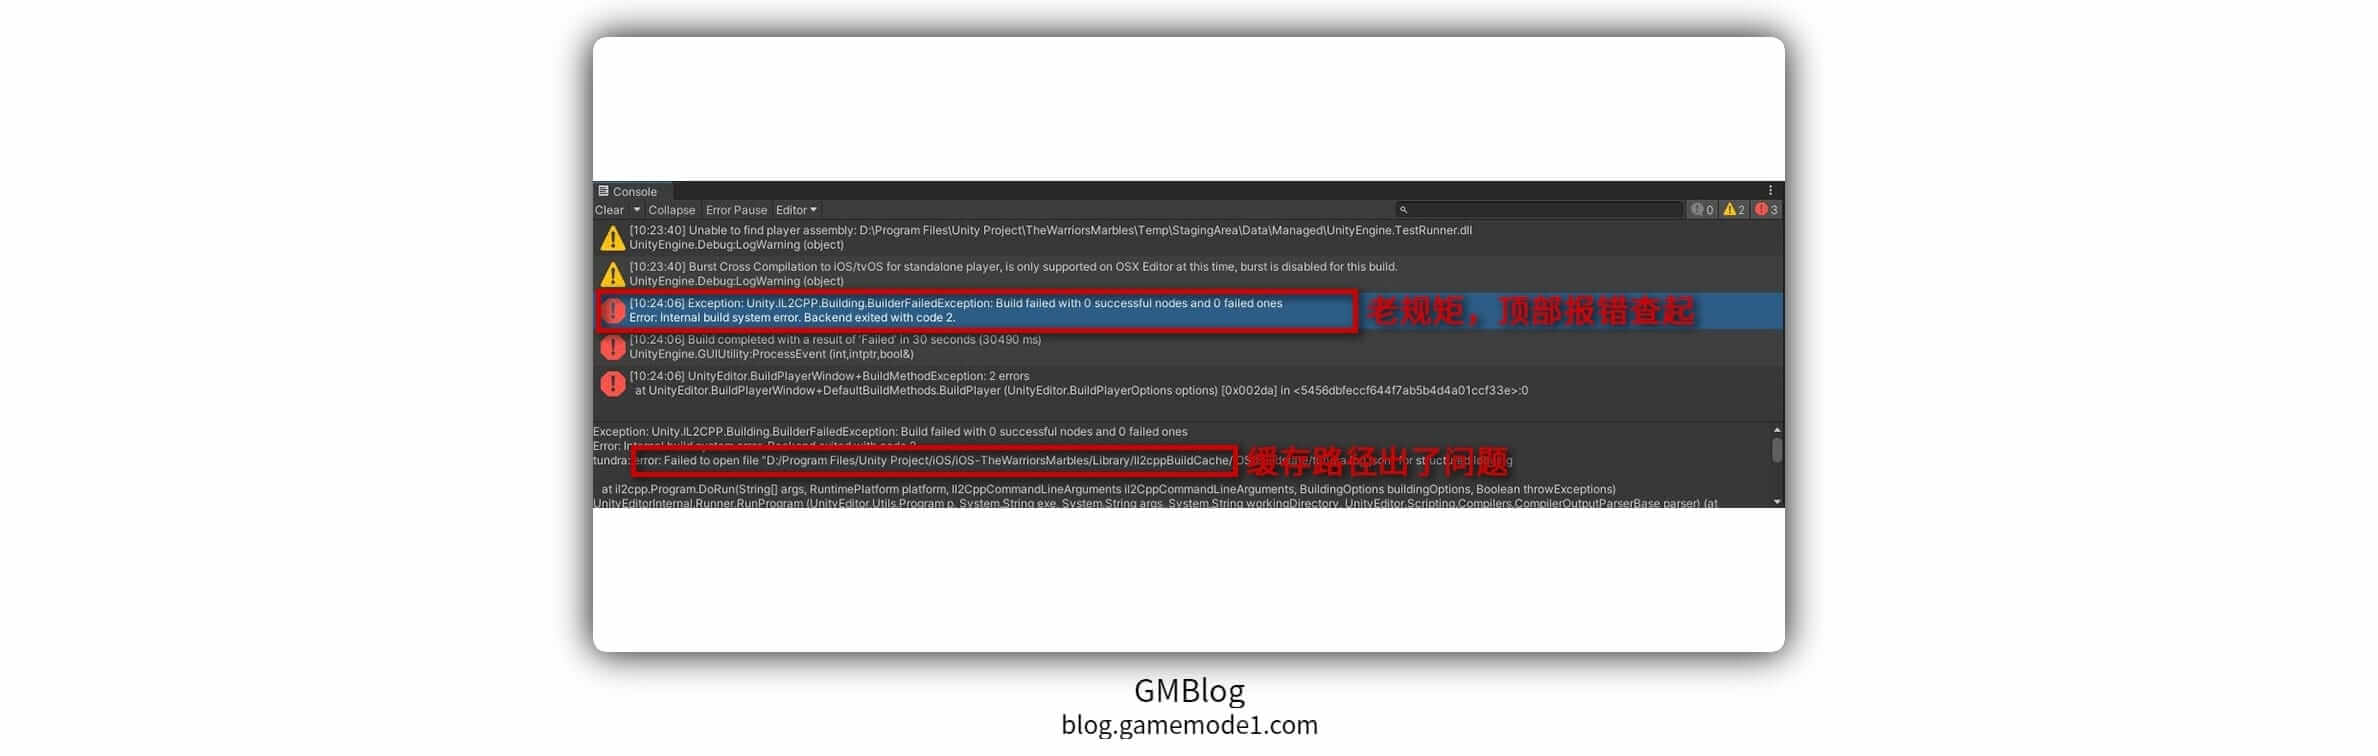 Console
Clear Collapse Error Pause Editor 0 2 3
[10:23:40] Unable to find player assembly: D:\Program Files\Unity Project\TheWarriorsMarbles\Temp\StagingArea\Data\Managed\UnityEngine.TestRunner.dll
UnityEngine.Debug:LogWarning (object)
[10:23:40] Burst Cross Compilation to iOS/tvOS for standalone player, is only supported on OSX Editor at this time, burst is disabled for this build.
UnityEngine.Debug:LogWarning (object)
[10:24:06] Exception: Unity.IL2CPP.Building.BuilderFailedException: Build failed with 0 successful nodes and 0 failed ones
Error: Internal build system error. Backend exited with code 2.
老规矩，顶部报错查起
[10:24:06] Build completed with a result of 'Failed' in 30 seconds (30490 ms)
UnityEngine.GUIUtility:ProcessEvent (int,intptr,bool&)
[10:24:06] UnityEditor.BuildPlayerWindow+BuildMethodException: 2 errors
at UnityEditor.BuildPlayerWindow+DefaultBuildMethods.BuildPlayer (UnityEditor.BuildPlayerOptions options) [0x002da] in <5456dbfeccf644f7ab5b4d4a01ccf33e>:0
Exception: Unity.IL2CPP.Building.BuilderFailedException: Build failed with 0 successful nodes and 0 failed ones
Error: Internal build system error. Backend exited with code 2.
tundra: error: Failed to open file "D:/Program Files/Unity Project/iOS/iOS-TheWarriorsMarbles/Library/Il2cppBuildCache/ for
缓存路径出了问题
at il2cpp.Program.DoRun(String[] args, RuntimePlatform platform, Il2CppCommandLineArguments il2CppCommandLineArguments, BuildingOptions buildingOptions, Boolean throwExceptions)
UnityEditorInternal.Runner.RunProgram (UnityEditor.Utils.Program p, System.String exe, System.String args, System.String workingDirectory, UnityEditor.Scripting.Compilers.CompilerOutputParserBase parser) (at
GMBlog
blog.gamemode1.com